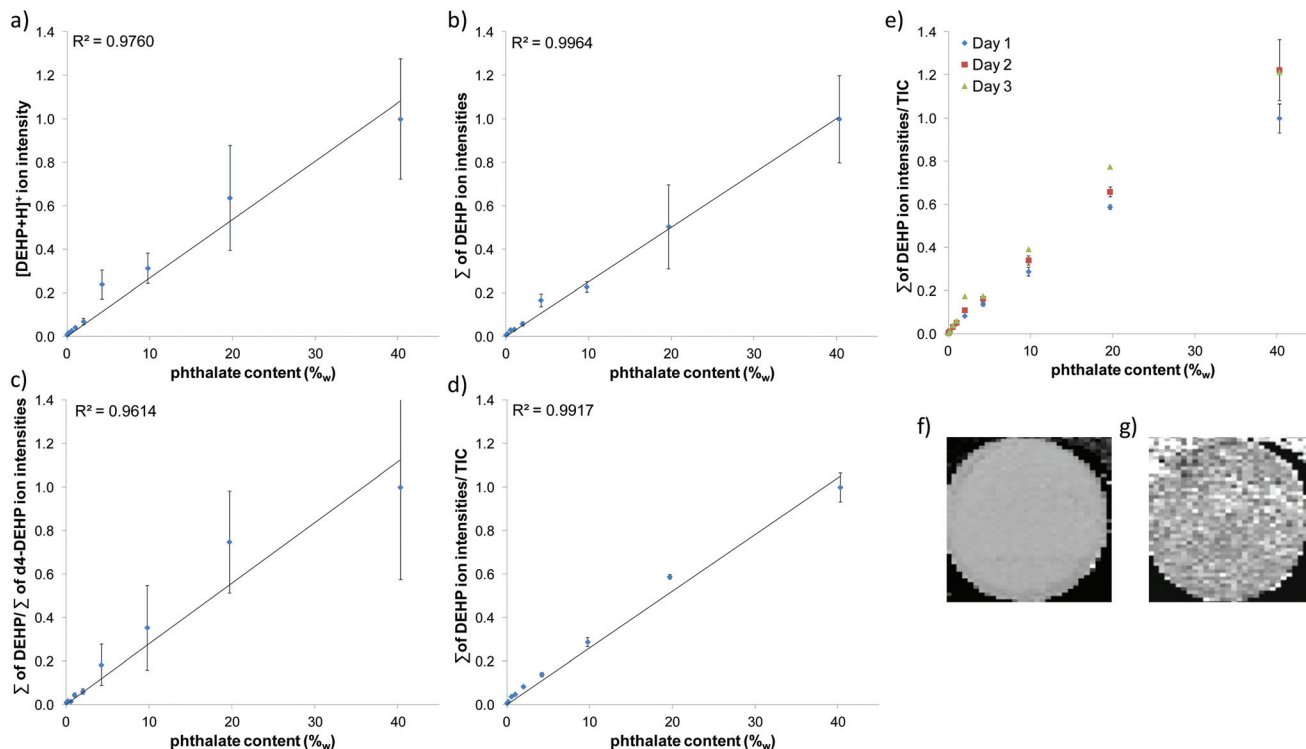 a)
R² = 0.9760
1.4
1.2
1.0
0.8
0.6
0.4
0.2
0.0
[DEHP+H]⁺ ion intensity
0 10 20 30 40
phthalate content (%w)
b)
R² = 0.9964
1.4
1.2
1.0
0.8
0.6
0.4
0.2
0.0
∑ of DEHP ion intensities
0 10 20 30 40
phthalate content (%w)
e)
Day 1
Day 2
Day 3
1.4
1.2
1.0
0.8
0.6
0.4
0.2
0.0
∑ of DEHP ion intensities/ TIC
0 10 20 30 40
phthalate content (%w)
c)
R² = 0.9614
1.4
1.2
1.0
0.8
0.6
0.4
0.2
0.0
∑ of DEHP/ ∑ of d4-DEHP ion intensities
0 10 20 30 40
phthalate content (%w)
d)
R² = 0.9917
1.4
1.2
1.0
0.8
0.6
0.4
0.2
0.0
∑of DEHP ion intensities/ TIC
0 10 20 30 40
phthalate content (%w)
f)
g)